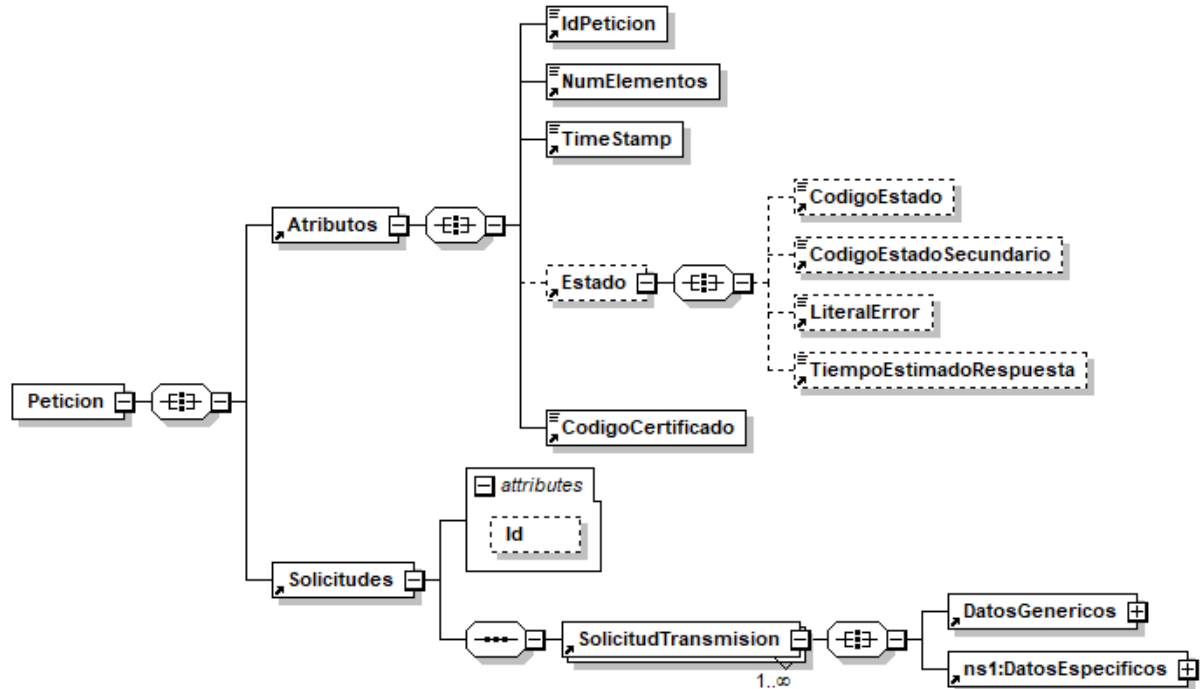 IdPeticion
NumElementos
TimeStamp
CodigoEstado
Atributos
CodigoEstadoSecundario
Estado
LiteralError
TiempoEstimadoRespuesta
Peticion
CodigoCertificado
attributes
Id
Solicitudes
DatosGenericos
SolicitudTransmision
ns1:DatosEspecificos
1..∞